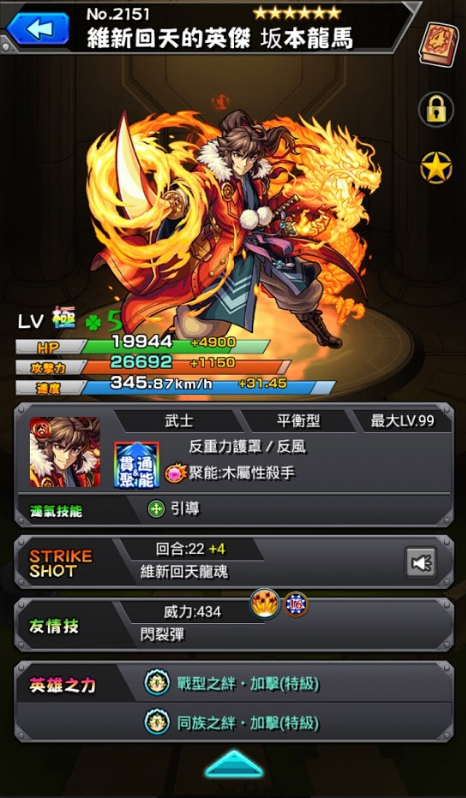 No.2151
維新回天的英傑 坂本龍馬
LV 極 5
HP 19944 +4900
攻擊力 26692 +1150
速度 345.87km/h +31.45
武士 平衡型 最大LV.99
貫通 聚能
反重力護罩 / 反風
聚能:木屬性殺手
運氣技能 引導
STRIKE SHOT
回合:22 +4
維新回天龍魂
友情技
威力:434
16
閃裂彈
英雄之力
戰型之絆・加擊(特級)
同族之絆・加擊(特級)